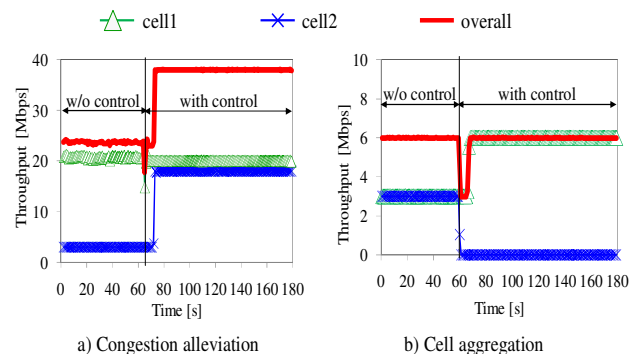 cell1 cell2 overall
40
30
20
10
0
Throughput [Mbps]
w/o control with control
0 20 40 60 80 100 120 140 160 180
Time [s]
a) Congestion alleviation
10
8
6
4
2
0
Throughput [Mbps]
w/o control with control
0 20 40 60 80 100 120 140 160 180
Time [s]
b) Cell aggregation